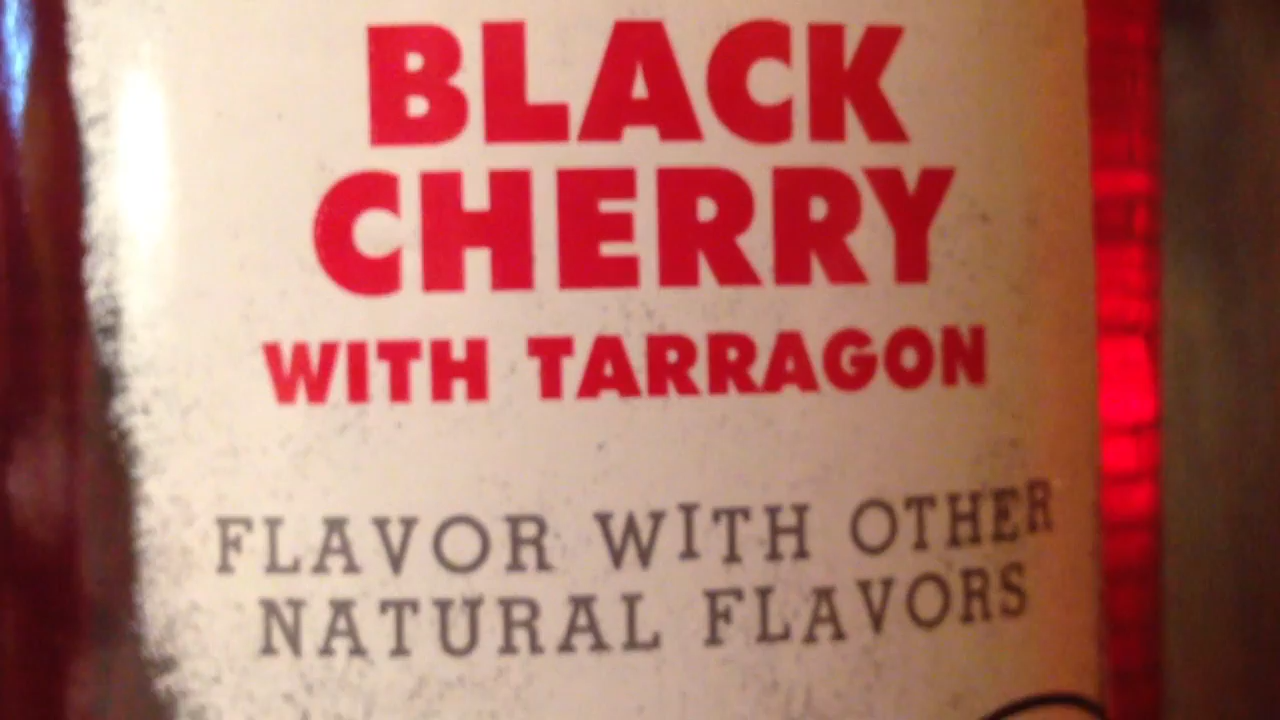 BLACK
CHERRY
WITH TARRAGON
FLAVOR WITH OTHER
NATURAL FLAVORS